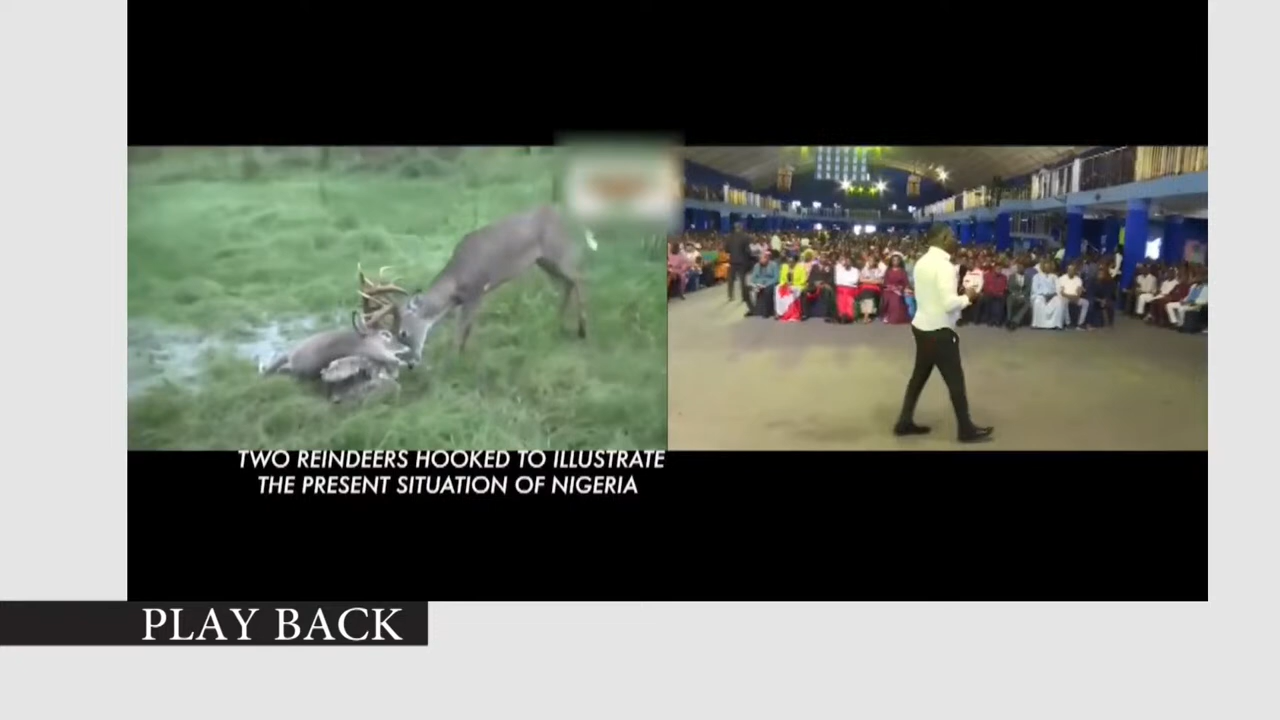 TWO REINDEERS HOOKED TO ILLUSTRATE
THE PRESENT SITUATION OF NIGERIA
PLAY BACK